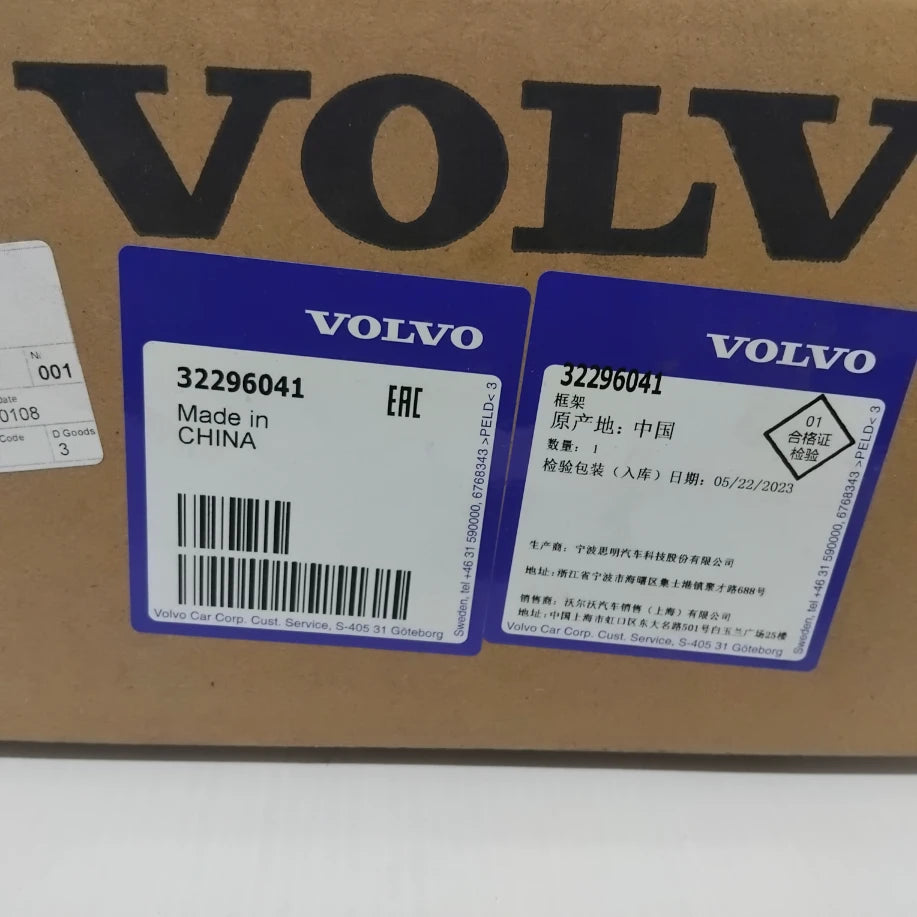 VOLV
N
001
Date
0108
Code
D Goods
3
VOLVO
32296041
EAC
Made in
CHINA
Volvo Car Corp. Cust. Service, S-405 31 Göteborg
Sweden, tel +46 31 590000, 6768343 >PELD< 3
VOLVO
32296041
框架
原产地：中国
数量： 1
检验包装（入库）日期：05/22/2023
01
合格证
检验
生产商：宁波思明汽车科技股份有限公司
地址：浙江省宁波市海曙区集士港镇聚才路688号
销售商：沃尔沃汽车销售（上海）有限公司
地址：中国上海市虹口区东大名路501号白玉兰广场25楼
Volvo Car Corp. Cust. Service, S-405 31 Göteborg
Sweden, tel +46 31 590000, 6768343 >PELD< 3